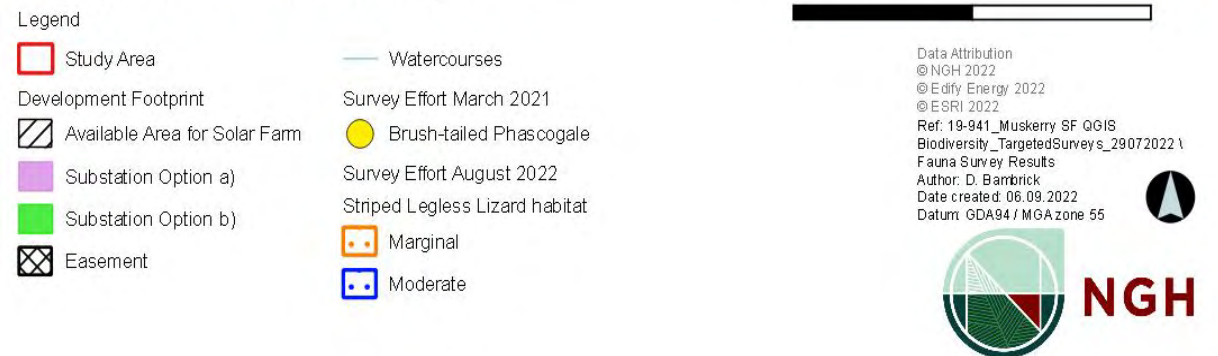 Legend
Study Area
Development Footprint
Available Area for Solar Farm
Substation Option a)
Substation Option b)
Easement
Watercourses
Survey Effort March 2021
Brush-tailed Phascogale
Survey Effort August 2022
Striped Legless Lizard habitat
Marginal
Moderate
Data Attribution
© NGH 2022
© Edify Energy 2022
© ESRI 2022
Ref: 19-941_Muskerry SF QGIS
Biodiversity_TargetedSurveys_29072022 \
Fauna Survey Results
Author: D. Bambrick
Date created: 06.09.2022
Datum: GDA94 / MGA zone 55
NGH